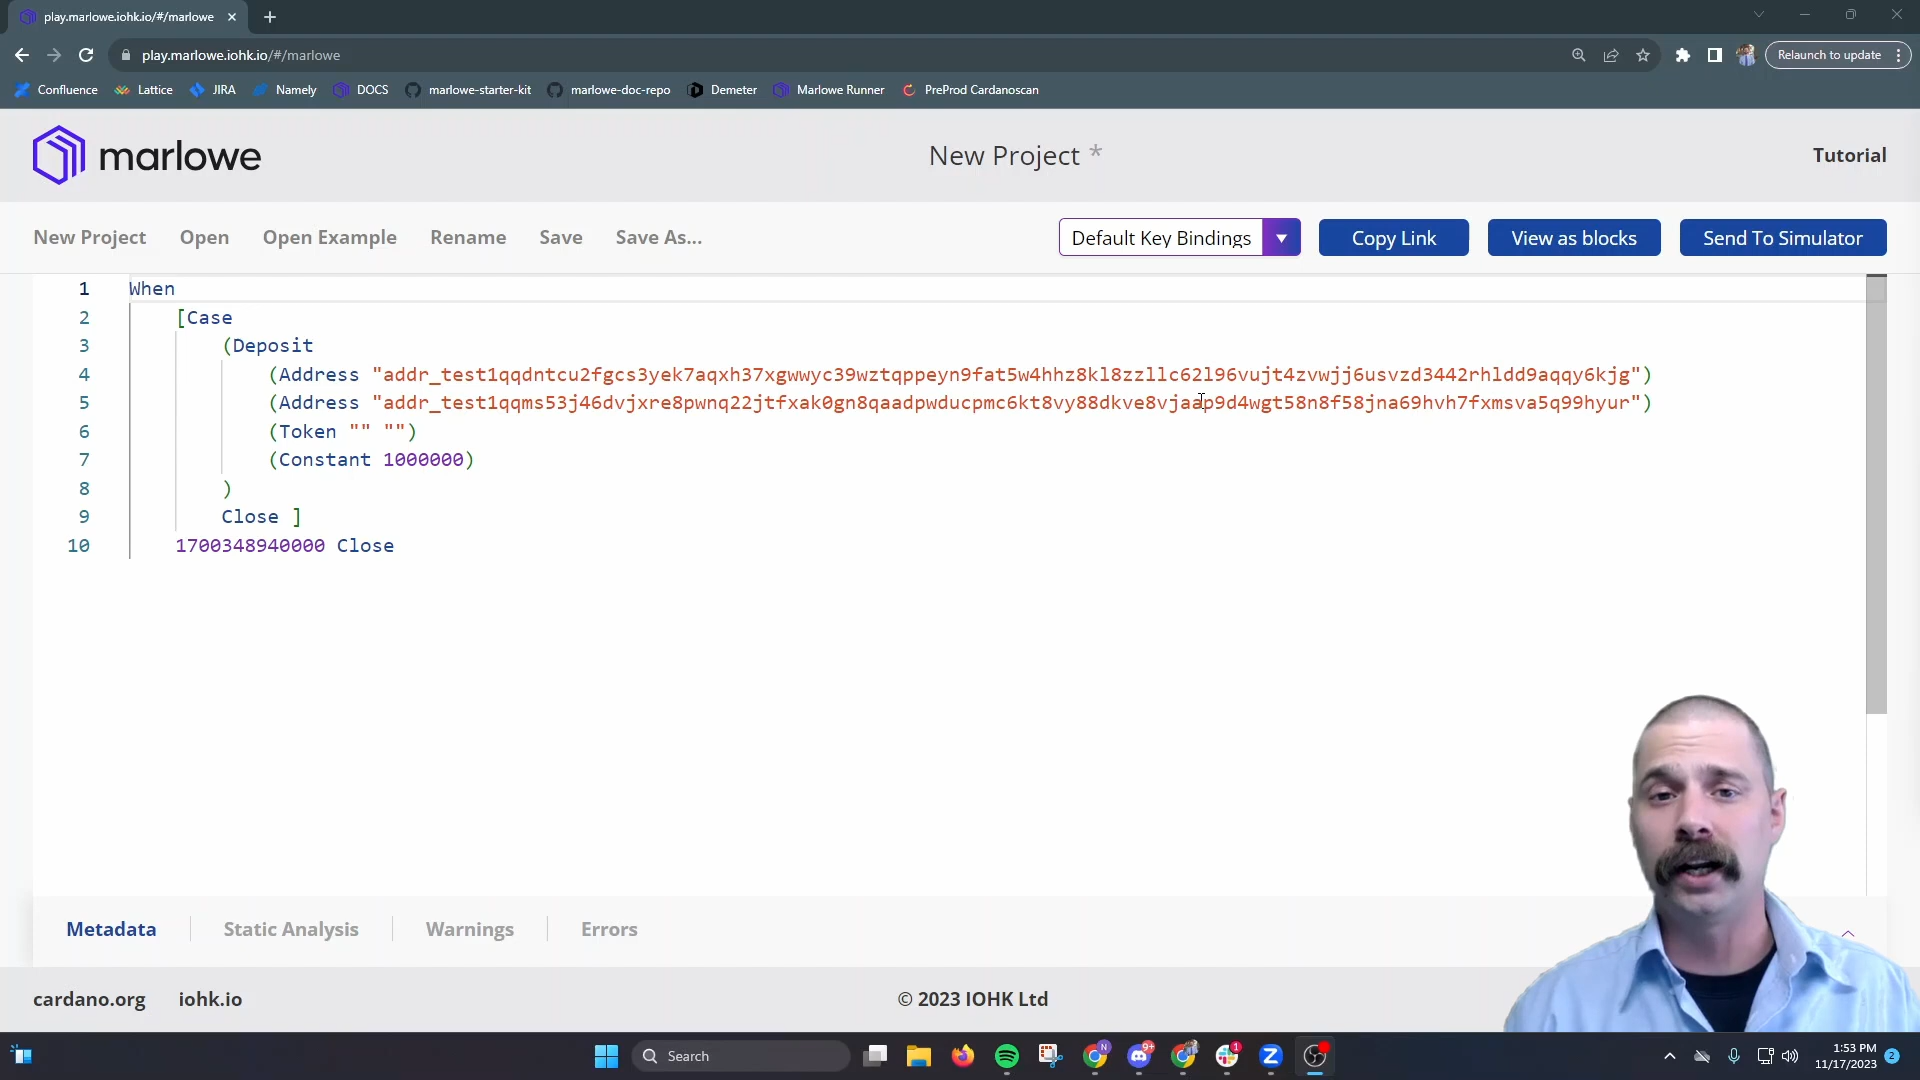 play.marlowe.iohk.io/#/marlowe
play.marlowe.iohk.io/#/marlowe
Relaunch to update
Confluence Lattice JIRA Namely DOCS marlowe-starter-kit marlowe-doc-repo Demeter Marlowe Runner PreProd Cardanoscan
marlowe
New Project *
Tutorial
New Project Open Open Example Rename Save Save As... Default Key Bindings Copy Link View as blocks Send To Simulator
1 When
2 [Case
3 (Deposit
4 (Address "addr_test1qqdntcu2fgcs3yek7aqxh37xgwwyc39wztqppeyn9fat5w4hhz8kl8zzllc62l96vujt4zvwjj6usvzd3442rhldd9aqqy6kjg")
5 (Address "addr_test1qqms53j46dvjxre8pwnq22jtfxak0gn8qaadpwducpmc6kt8vy88dkve8vjaap9d4wgt58n8f58jna69hvh7fxmsva5q99hyur")
6 (Token "" "")
7 (Constant 1000000)
8 )
9 Close ]
10 1700348940000 Close
Metadata Static Analysis Warnings Errors
cardano.org iohk.io © 2023 IOHK Ltd
Search
N
9+
1
1:53 PM
11/17/2023
2